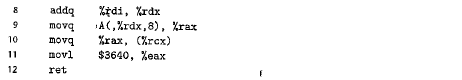 8 addq %rdi, %rdx
9 movq A(,%rdx,8), %rax
10 movq %rax, (%rcx)
11 movl $3640, %eax
12 ret